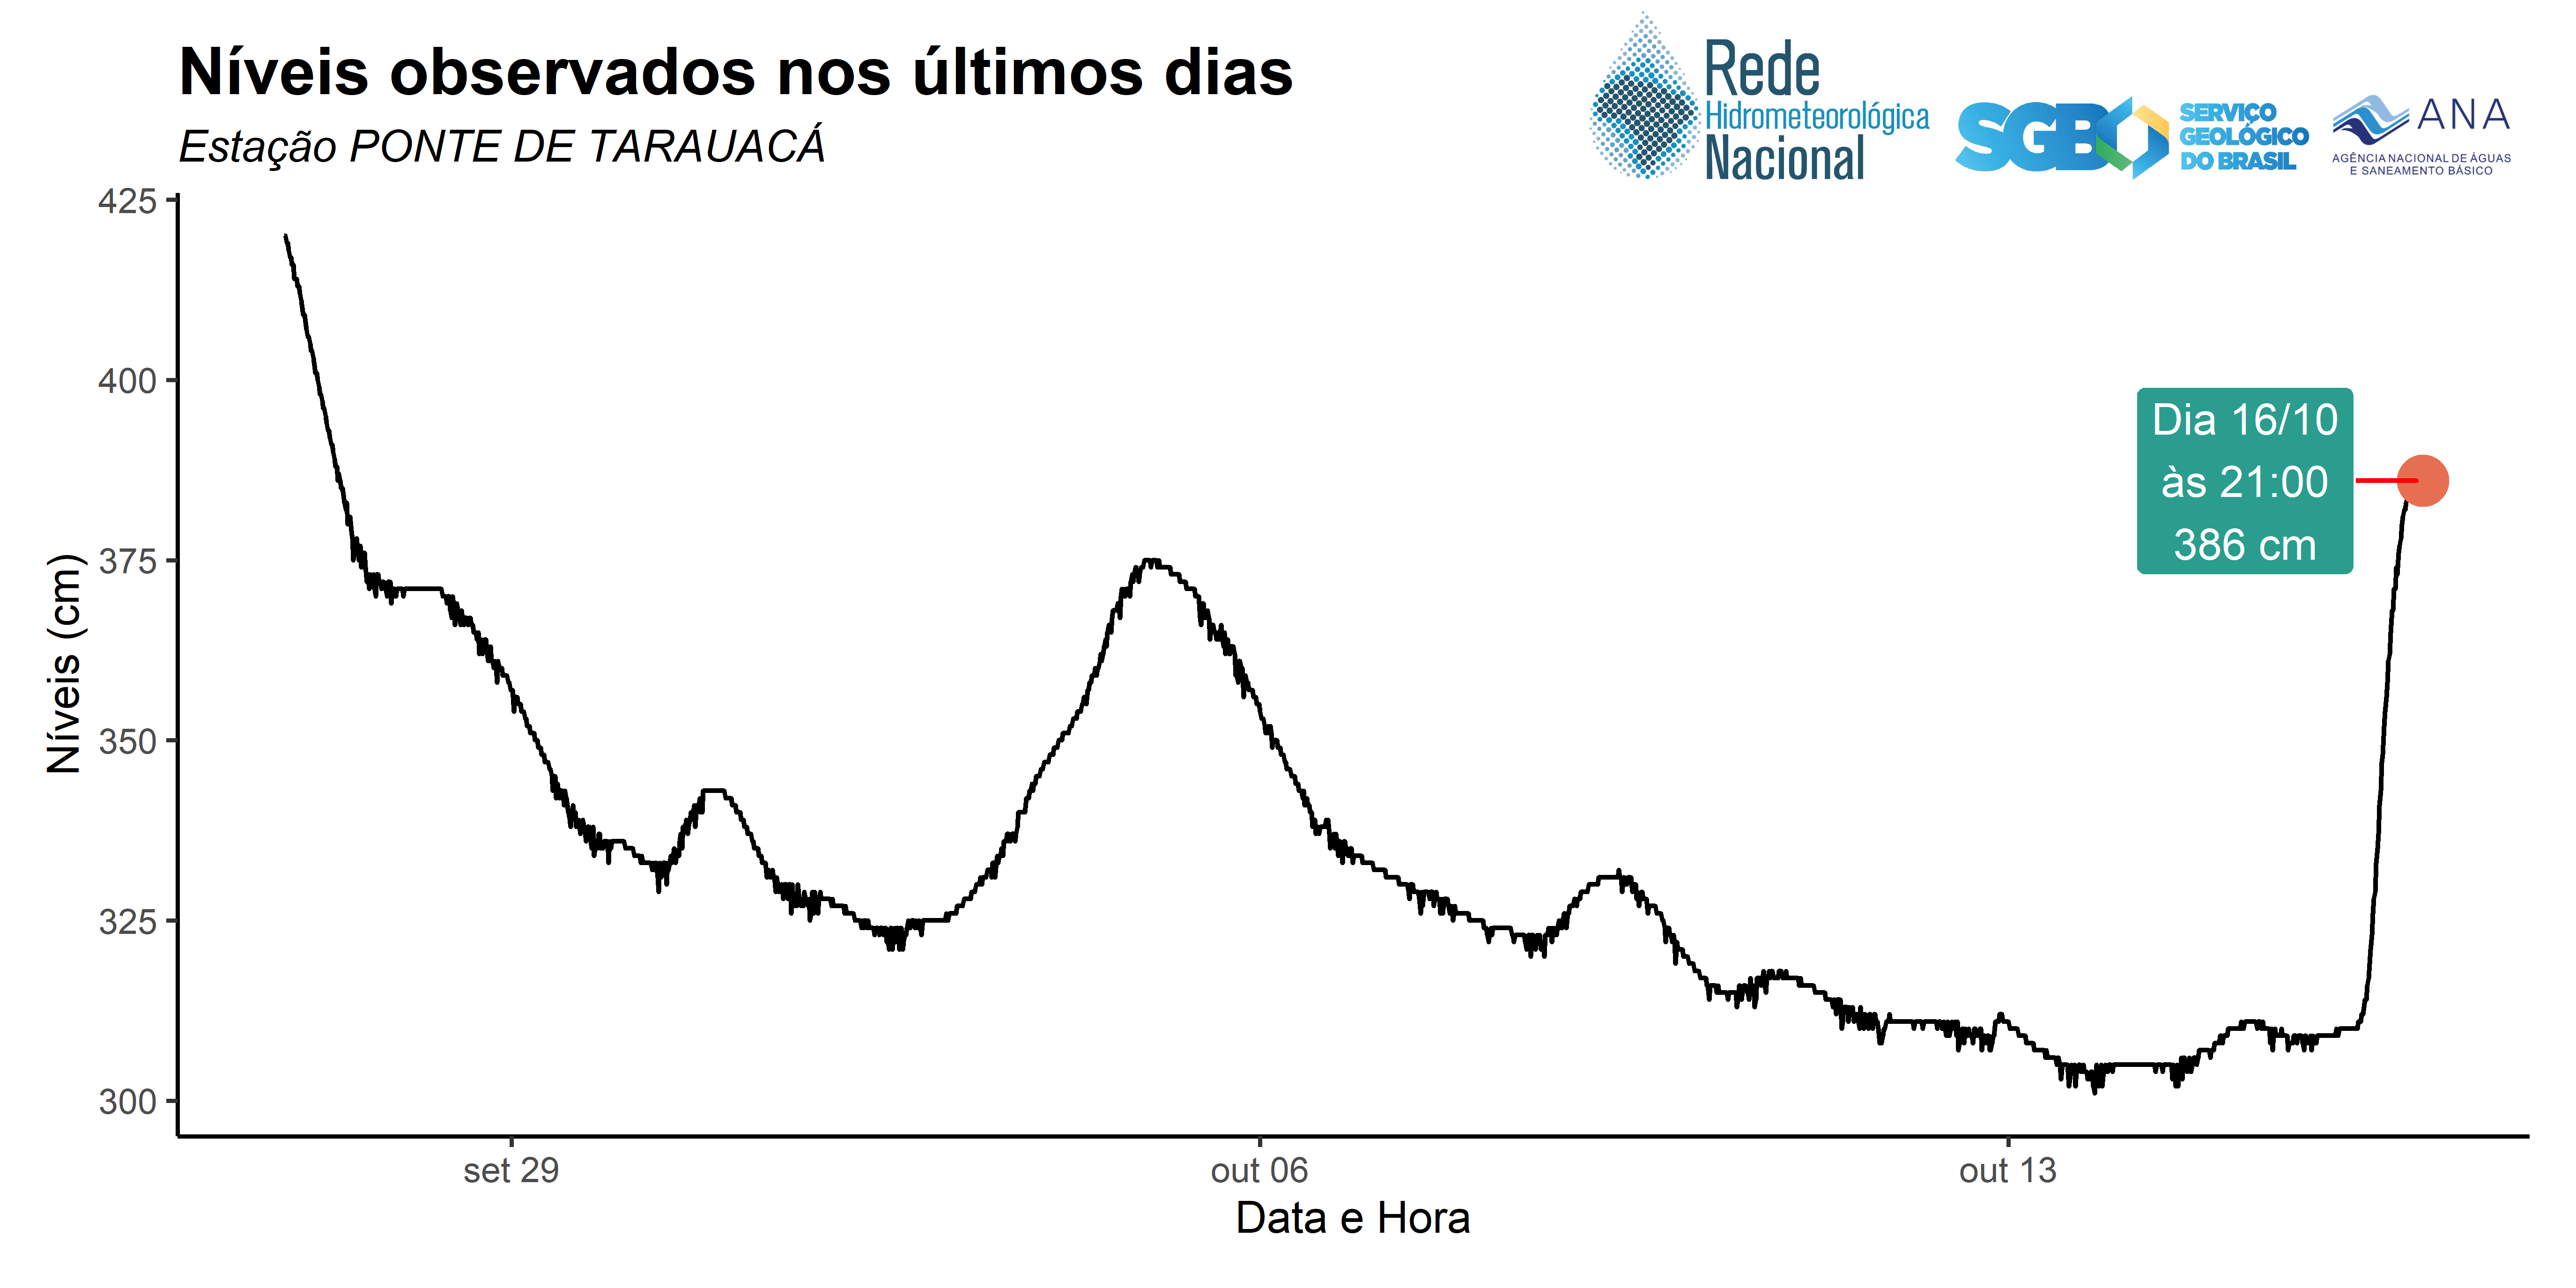 Níveis observados nos últimos dias
Estação PONTE DE TARAUACÁ
Rede
Hidrometeorológica
Nacional
SGB
SERVIÇO
GEOLÓGICO
DO BRASIL
ANA
AGÊNCIA NACIONAL DE ÁGUAS
E SANEAMENTO BÁSICO
Níveis (cm)
425
400
375
350
325
300
Dia 16/10
às 21:00
386 cm
set 29
out 06
out 13
Data e Hora